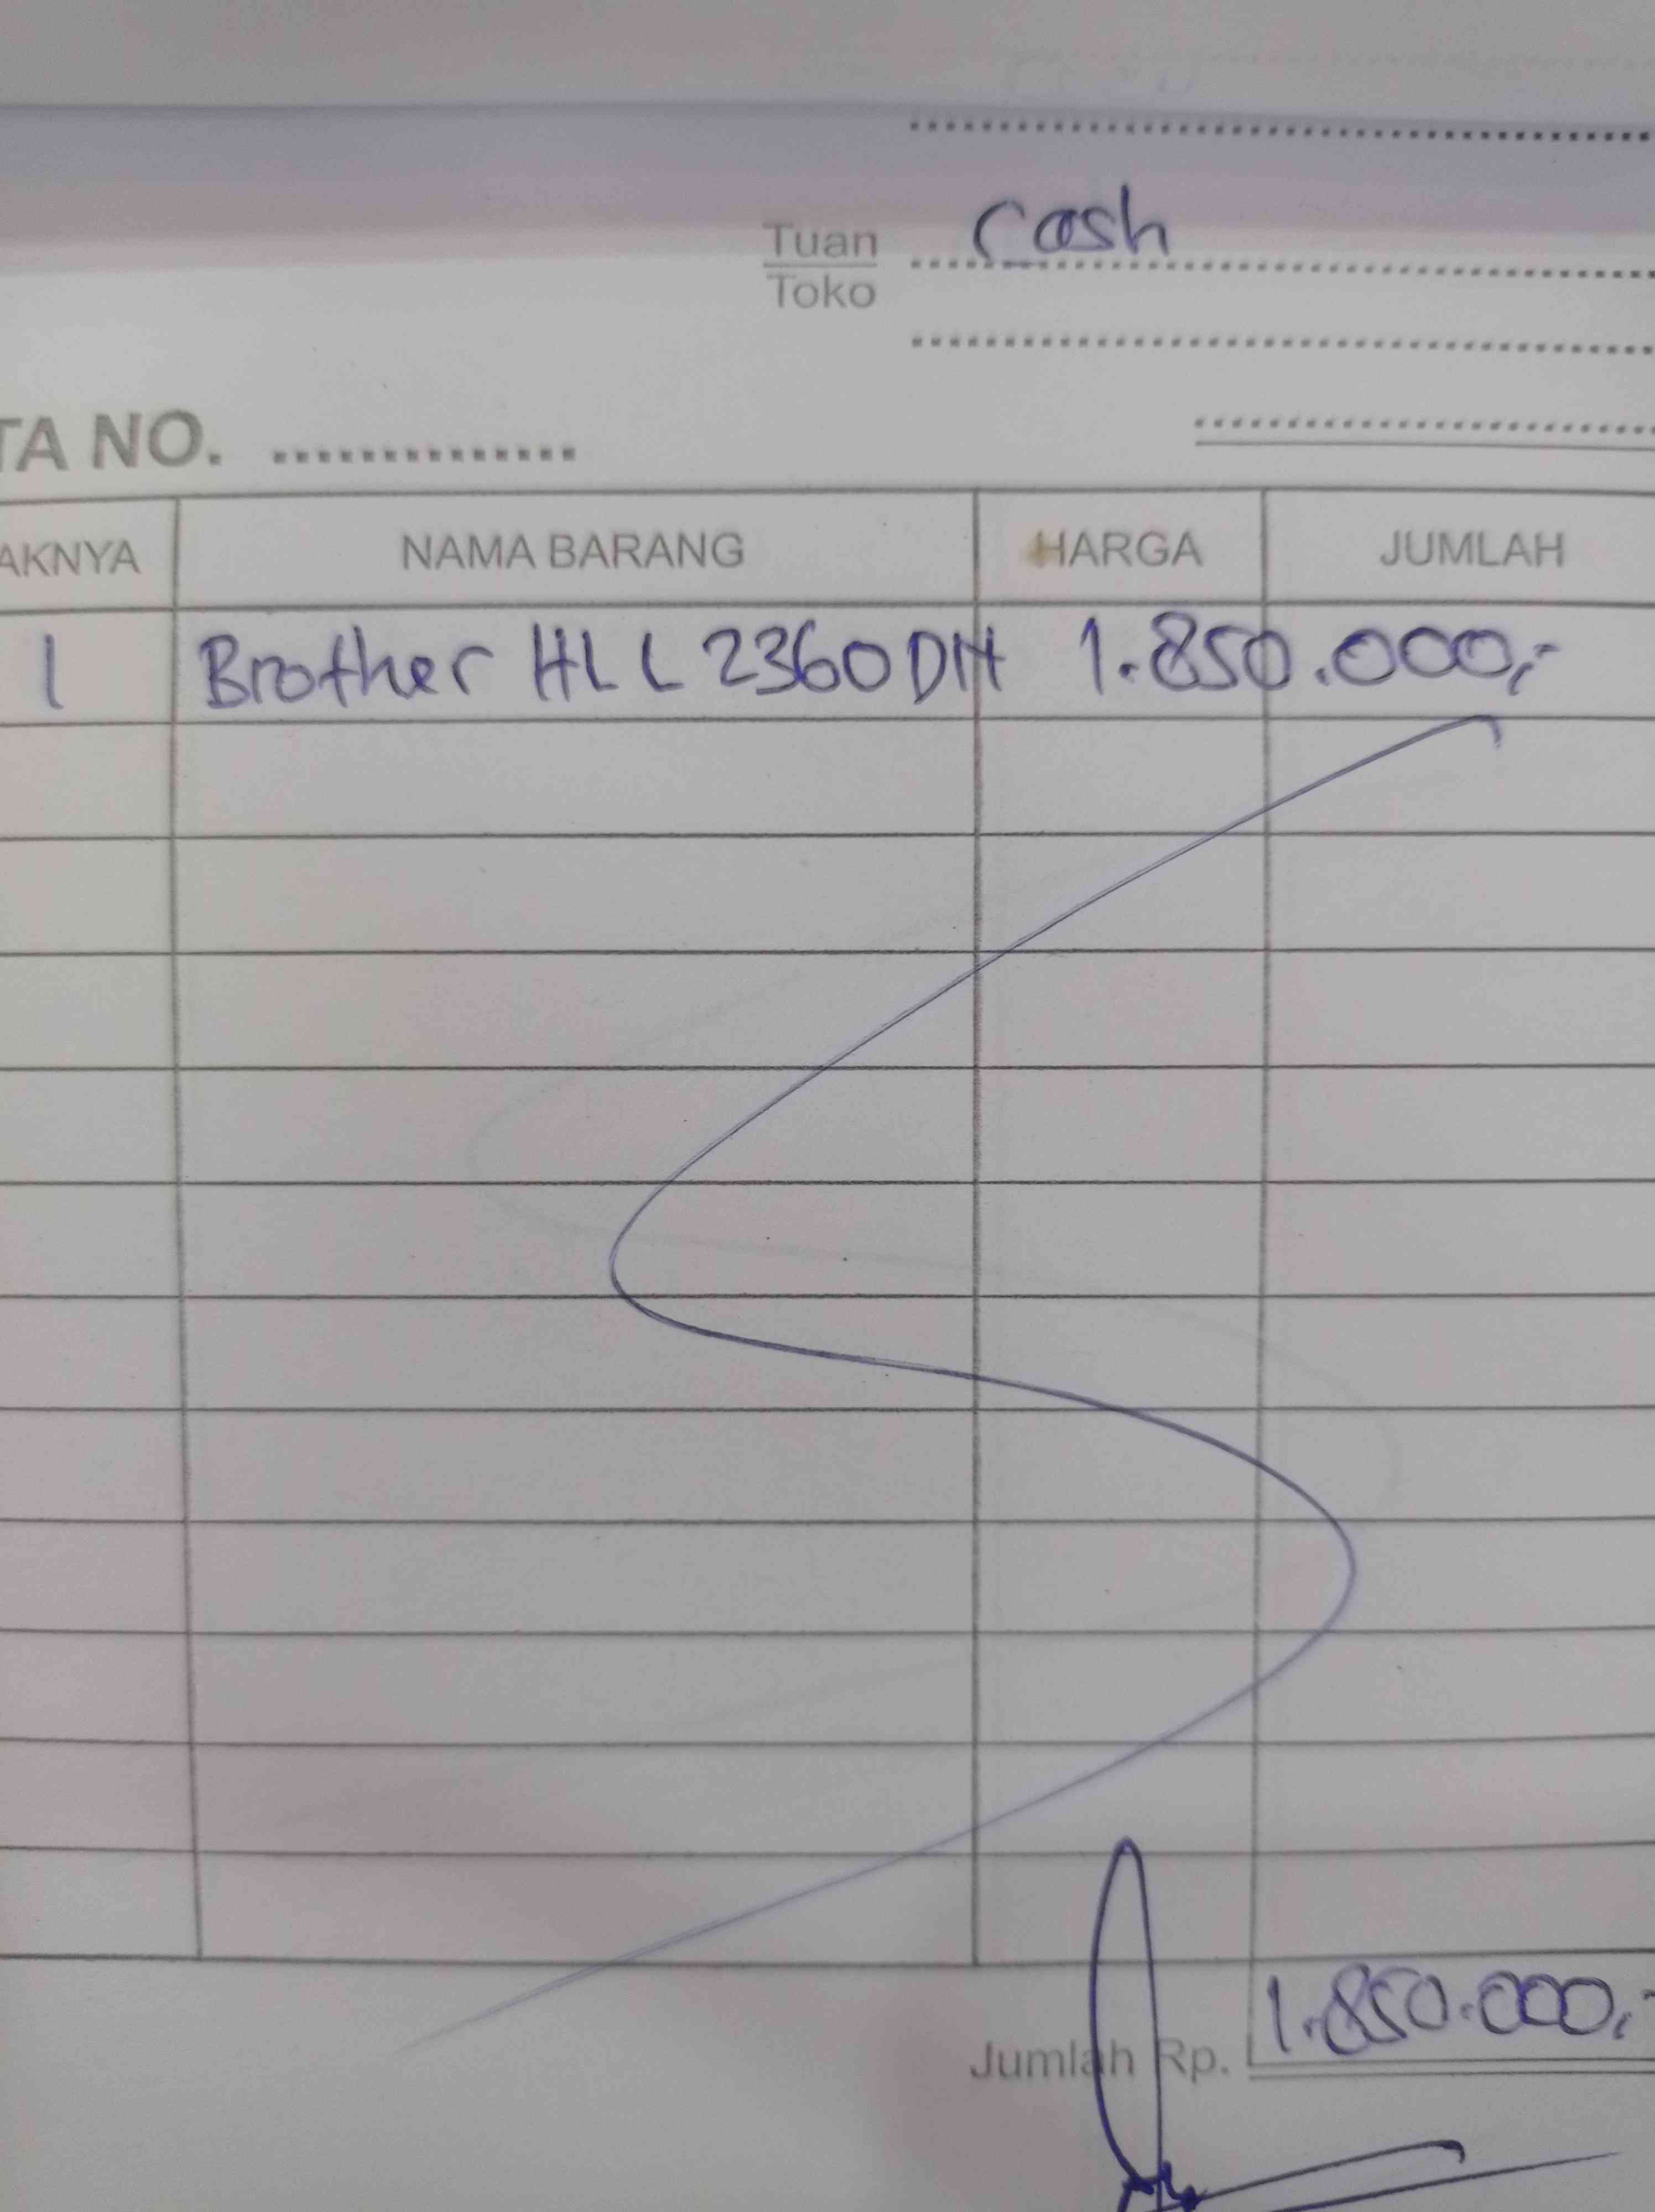 Cash
Tuan
Toko
TA NO.
AKNYA NAMA BARANG HARGA JUMLAH
1 Brother HLL2360DN 1.850.000,-
Jumlah Rp. 1.850.000,-